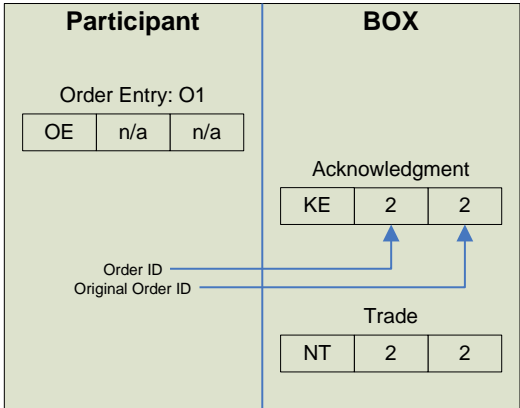 Participant BOX
Order Entry: O1
OE n/a n/a
Acknowledgment
KE 2 2
Order ID
Original Order ID
Trade
NT 2 2